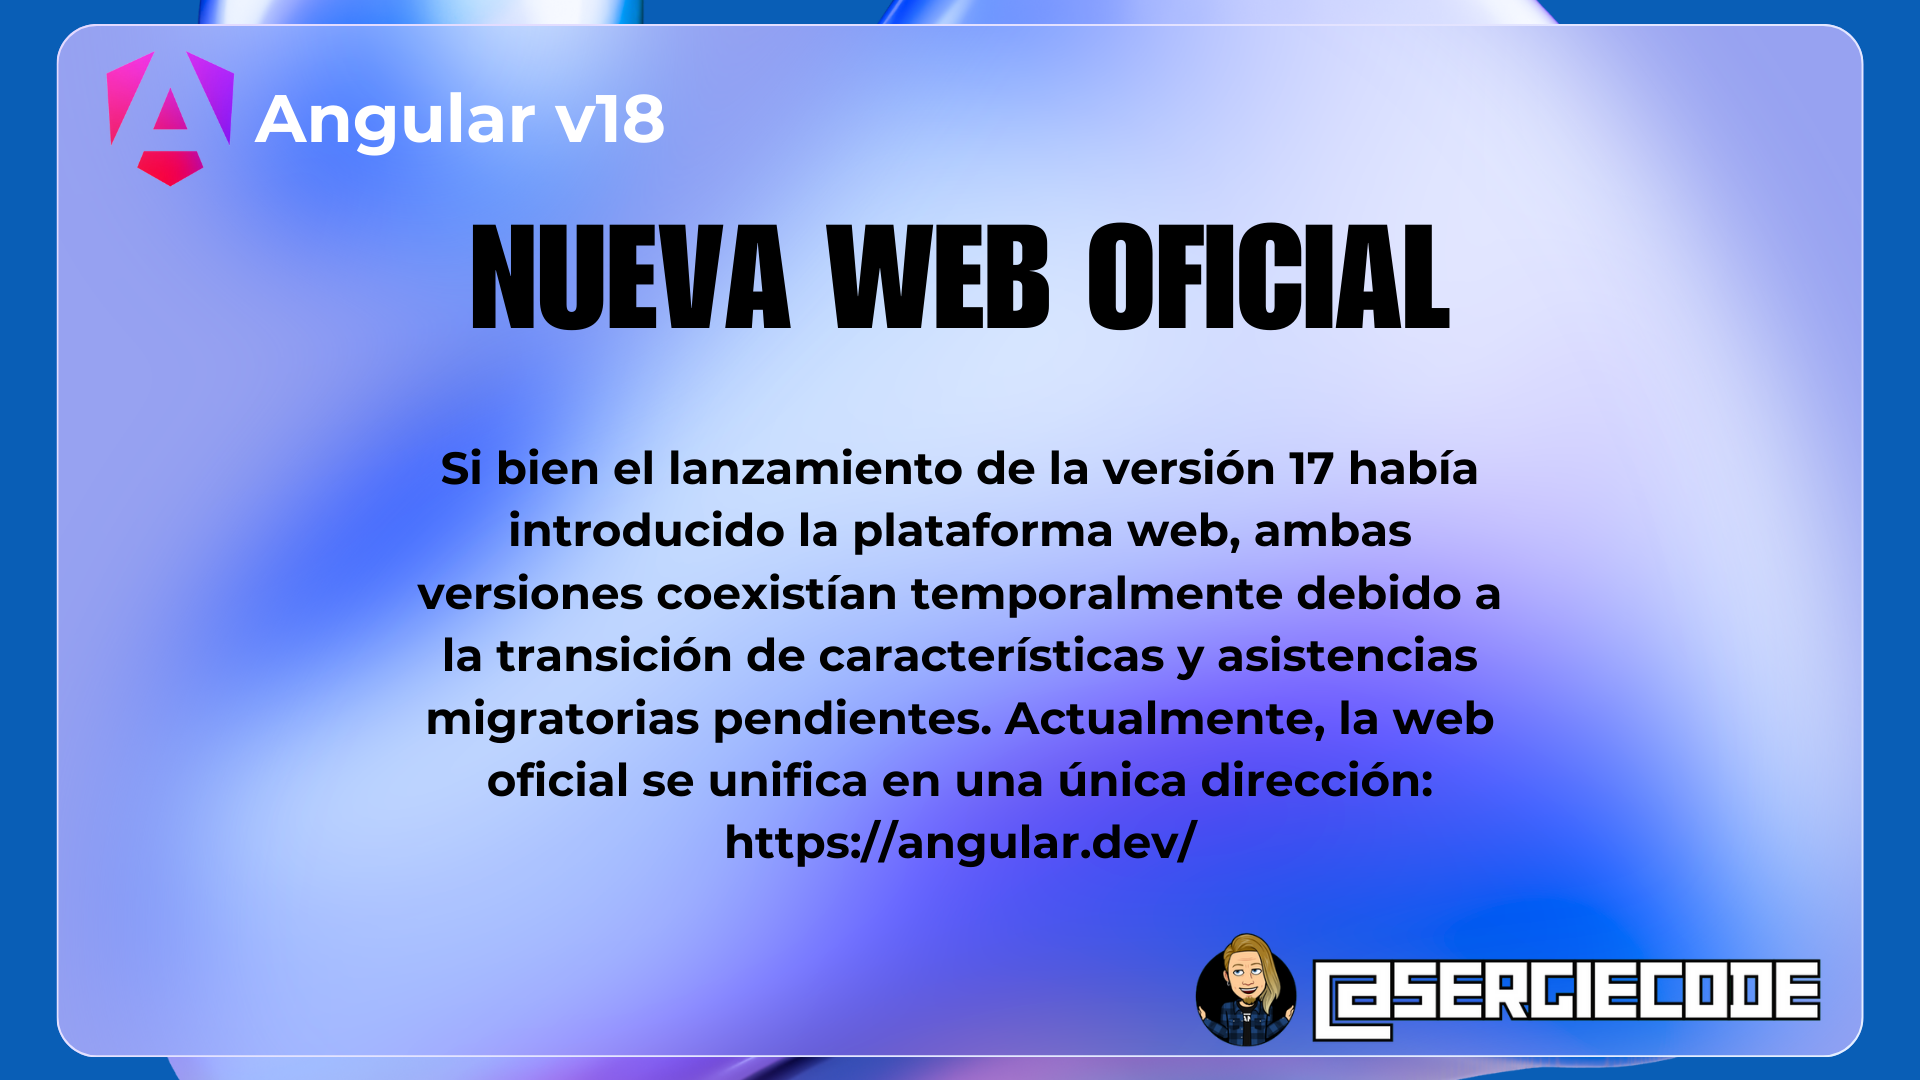 Angular v18
NUEVA WEB OFICIAL
Si bien el lanzamiento de la versión 17 había
introducido la plataforma web, ambas
versiones coexistían temporalmente debido a
la transición de características y asistencias
migratorias pendientes. Actualmente, la web
oficial se unifica en una única dirección:
https://angular.dev/
@SERGIECODE